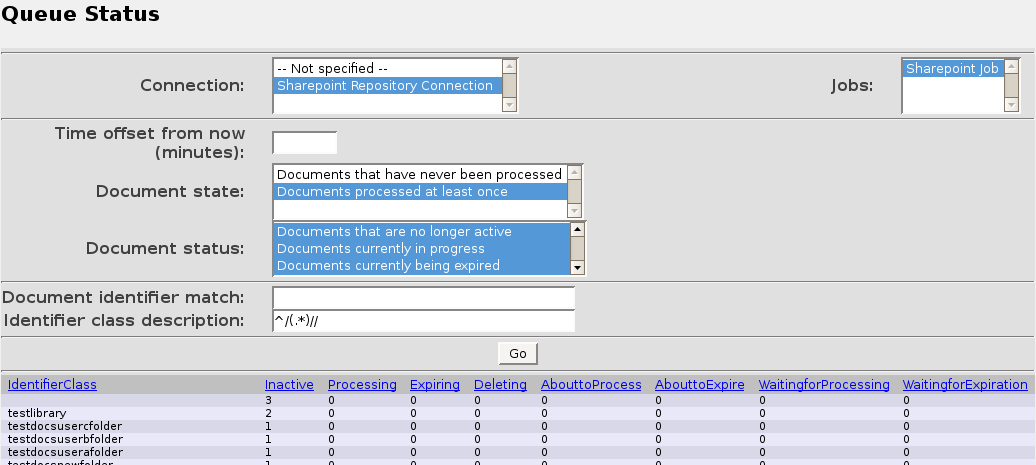 Queue Status
Connection: -- Not specified -- Sharepoint Repository Connection Jobs: Sharepoint Job
Time offset from now (minutes):
Document state: Documents that have never been processed
Documents processed at least once
Document status: Documents that are no longer active
Documents currently in progress
Documents currently being expired
Document identifier match:
Identifier class description: ^/(.*)//
Go
IdentifierClass Inactive Processing Expiring Deleting AbouttoProcess AbouttoExpire WaitingforProcessing WaitingforExpiration
3 0 0 0 0 0 0 0
testlibrary 2 0 0 0 0 0 0 0
testdocsusercfolder 1 0 0 0 0 0 0 0
testdocsuserbfolder 1 0 0 0 0 0 0 0
testdocsuserafolder 1 0 0 0 0 0 0 0
testdocsnewfolder 1 0 0 0 0 0 0 0